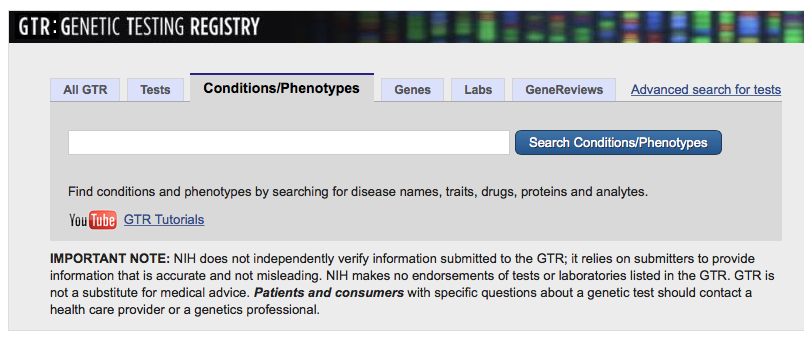 GTR: GENETIC TESTING REGISTRY
All GTR Tests Conditions/Phenotypes Genes Labs GeneReviews Advanced search for tests
Search Conditions/Phenotypes
Find conditions and phenotypes by searching for disease names, traits, drugs, proteins and analytes.
YouTube GTR Tutorials
IMPORTANT NOTE: NIH does not independently verify information submitted to the GTR; it relies on submitters to provide
information that is accurate and not misleading. NIH makes no endorsements of tests or laboratories listed in the GTR. GTR is
not a substitute for medical advice. Patients and consumers with specific questions about a genetic test should contact a
health care provider or a genetics professional.